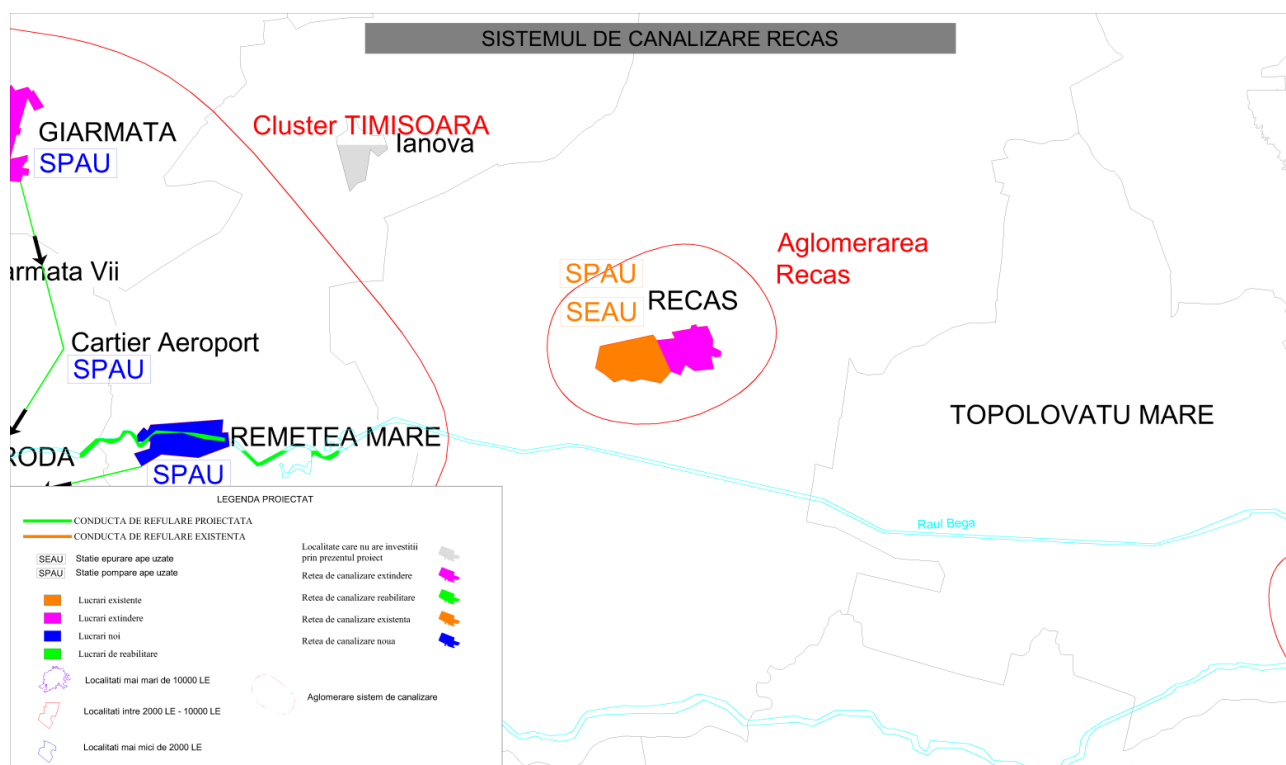 SISTEMUL DE CANALIZARE RECAS
GIARMATA
SPAU
Cluster TIMISOARA
Ianova
Aglomerarea
Recas
SPAU
SEAU
RECAS
armata Vii
Cartier Aeroport
SPAU
TOPOLOVATU MARE
RODA
REMETEA MARE
SPAU
Raul Bega
LEGENDA PROIECTAT
CONDUCTA DE REFULARE PROIECTATA
CONDUCTA DE REFULARE EXISTENTA
SEAU Statie epurare ape uzate
SPAU Statie pompare ape uzate
Lucrari existente
Lucrari extindere
Lucrari noi
Lucrari de reabilitare
Localitati mai mari de 10000 LE
Localitati intre 2000 LE - 10000 LE
Localitati mai mici de 2000 LE
Localitate care nu are investitii
prin prezentul proiect
Retea de canalizare extindere
Retea de canalizare reabilitare
Retea de canalizare existenta
Retea de canalizare noua
Aglomerare sistem de canalizare